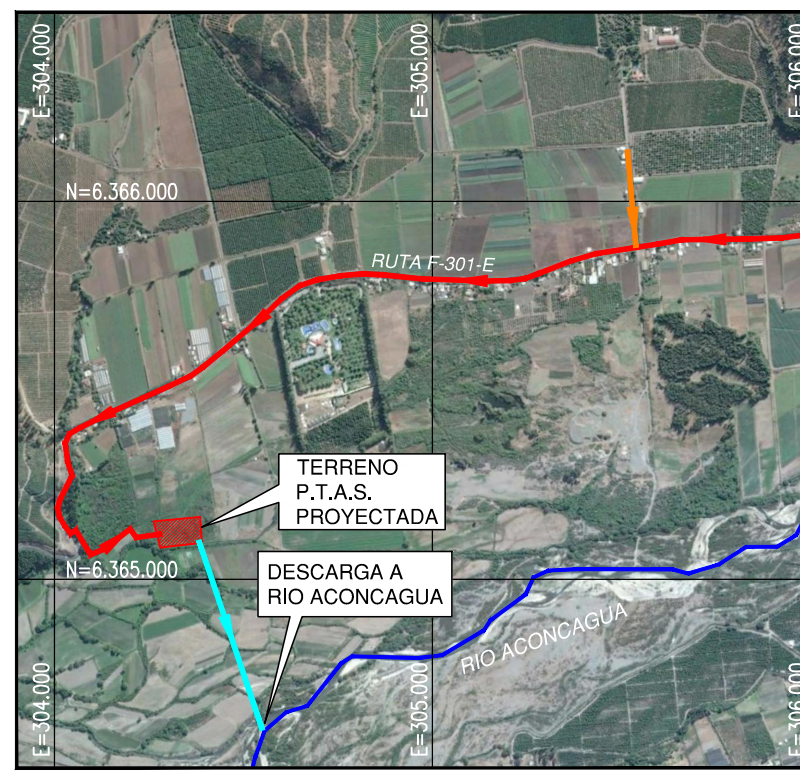 E=304.000
E=305.000
E=306.000
N=6.366.000
RUTA F-301-E
TERRENO
P.T.A.S.
PROYECTADA
N=6.365.000
DESCARGA A
RIO ACONCAGUA
RIO ACONCAGUA
E=304.000
E=305.000
E=306.000